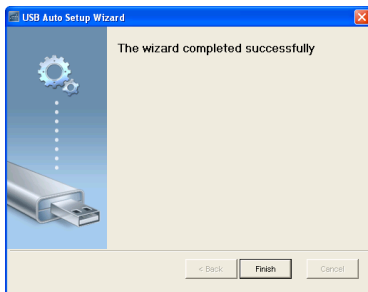 USB Auto Setup Wizard
The wizard completed successfully
< Back
Finish
Cancel